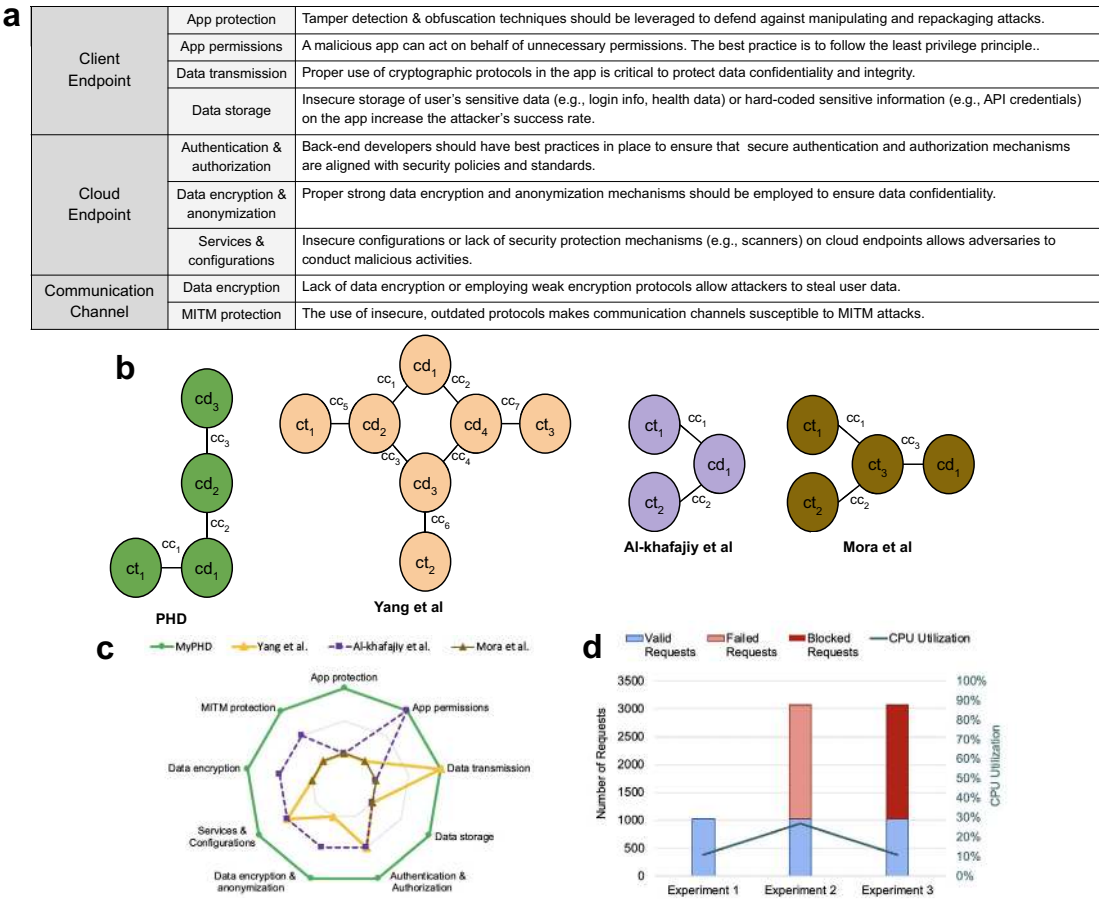 a
Client
Endpoint
App protection
Tamper detection & obfuscation techniques should be leveraged to defend against manipulating and repackaging attacks.
App permissions
A malicious app can act on behalf of unnecessary permissions. The best practice is to follow the least privilege principle..
Data transmission
Proper use of cryptographic protocols in the app is critical to protect data confidentiality and integrity.
Data storage
Insecure storage of user's sensitive data (e.g., login info, health data) or hard-coded sensitive information (e.g., API credentials)
on the app increase the attacker's success rate.
Cloud
Endpoint
Authentication &
authorization
Back-end developers should have best practices in place to ensure that secure authentication and authorization mechanisms
are aligned with security policies and standards.
Data encryption &
anonymization
Proper strong data encryption and anonymization mechanisms should be employed to ensure data confidentiality.
Services &
configurations
Insecure configurations or lack of security protection mechanisms (e.g., scanners) on cloud endpoints allows adversaries to
conduct malicious activities.
Communication
Channel
Data encryption
Lack of data encryption or employing weak encryption protocols allow attackers to steal user data.
MITM protection
The use of insecure, outdated protocols makes communication channels susceptible to MITM attacks.
b
cd3
cc3
cd2
cc2
ct1
cc1
cd1
PHD
cd1
cc1
cc2
ct1
cc5
cd2
cd4
cc7
ct3
cc3
cc4
cd3
cc6
ct2
Yang et al
ct1
cc1
cd1
ct2
cc2
Al-khafajiy et al
ct1
cc1
ct3
cc3
cd1
ct2
cc2
Mora et al
c
MyPHD
Yang et al.
Al-khafajiy et al.
Mora et al.
App protection
App permissions
Data transmission
Data storage
Authentication &
Authorization
Data encryption &
anonymization
Services &
Configurations
Data encryption
MITM protection
d
Valid
Requests
Failed
Requests
Blocked
Requests
CPU Utilization
Number of Requests
3500
3000
2500
2000
1500
1000
500
0
100%
90%
80%
70%
60%
50%
40%
30%
20%
10%
0%
CPU Utilization
Experiment 1
Experiment 2
Experiment 3